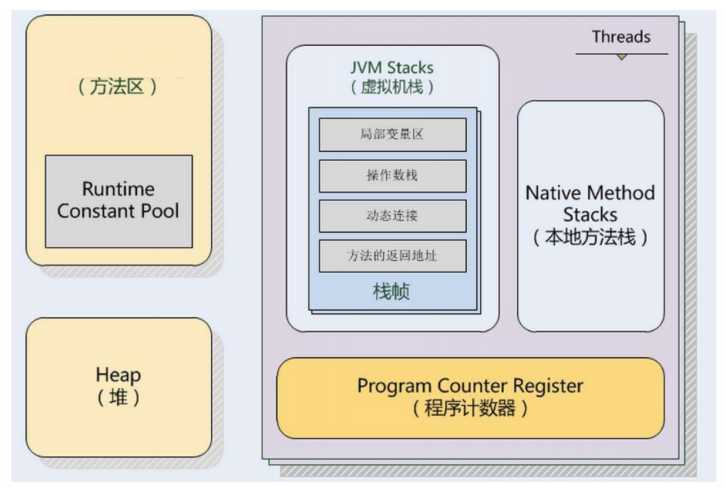 （方法区）
Runtime
Constant Pool
Heap
（堆）
Threads
JVM Stacks
（虚拟机栈）
局部变量区
操作数栈
动态连接
方法的返回地址
栈帧
Native Method
Stacks
（本地方法栈）
Program Counter Register
（程序计数器）